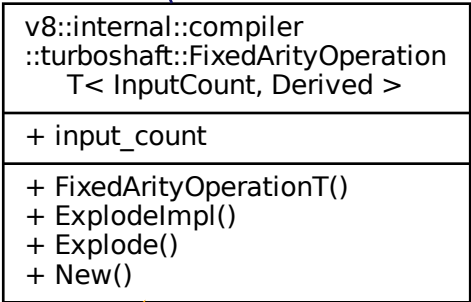 v8::internal::compiler
::turboshaft::FixedArityOperation
T< InputCount, Derived >
+ input_count
+ FixedArityOperationT()
+ ExplodeImpl()
+ Explode()
+ New()